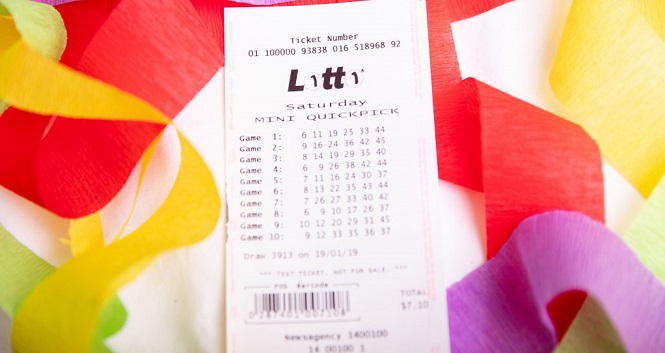 Ticket Number
01 100000 93838 016 518968 92
Lotto
Saturday
MINI QUICKPICK
Game 1: 6 11 19 25 33 44
Game 2: 9 16 24 36 42 45
Game 3: 8 14 19 29 35 40
Game 4: 6 9 26 38 42 44
Game 5: 7 11 16 24 30 37
Game 6: 8 13 22 35 43 44
Game 7: 7 26 27 33 40 42
Game 8: 6 9 10 17 26 37
Game 9: 10 12 20 29 31 45
Game 10: 9 12 33 35 36 37
Draw 3913 on 19/01/19
*** TEST TICKET. NOT FOR SALE. ***
POS Barcode
TOTAL
$7.10
Newsagency 1400100
14 00100 1